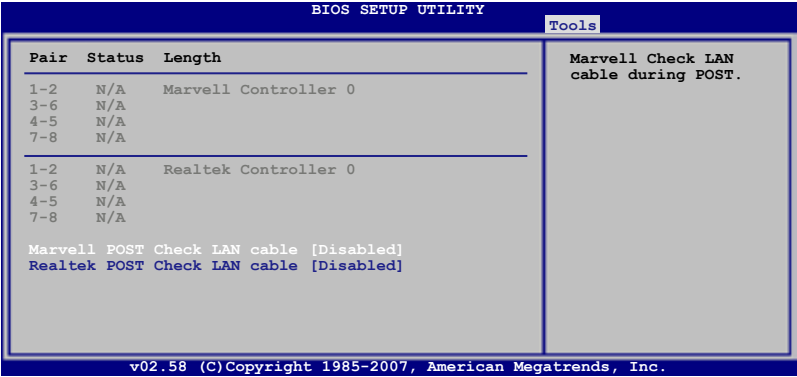 BIOS SETUP UTILITY
Tools
Pair Status Length
1-2 N/A Marvell Controller 0
3-6 N/A
4-5 N/A
7-8 N/A
1-2 N/A Realtek Controller 0
3-6 N/A
4-5 N/A
7-8 N/A
Marvell POST Check LAN cable [Disabled]
Realtek POST Check LAN cable [Disabled]
Marvell Check LAN
cable during POST.
v02.58 (C)Copyright 1985-2007, American Megatrends, Inc.